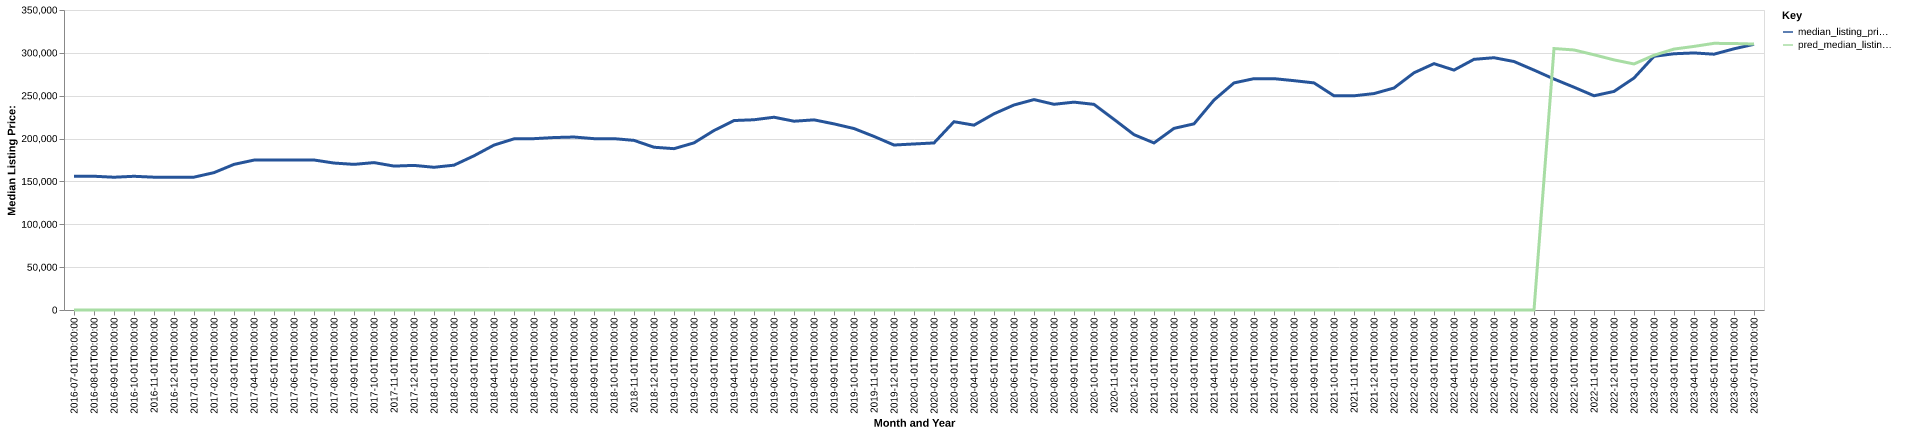 350,000
300,000
250,000
200,000
150,000
100,000
50,000
0
Median Listing Price:
2016-07-01T00:00:00
2016-08-01T00:00:00
2016-09-01T00:00:00
2016-10-01T00:00:00
2016-11-01T00:00:00
2016-12-01T00:00:00
2017-01-01T00:00:00
2017-02-01T00:00:00
2017-03-01T00:00:00
2017-04-01T00:00:00
2017-05-01T00:00:00
2017-06-01T00:00:00
2017-07-01T00:00:00
2017-08-01T00:00:00
2017-09-01T00:00:00
2017-10-01T00:00:00
2017-11-01T00:00:00
2017-12-01T00:00:00
2018-01-01T00:00:00
2018-02-01T00:00:00
2018-03-01T00:00:00
2018-04-01T00:00:00
2018-05-01T00:00:00
2018-06-01T00:00:00
2018-07-01T00:00:00
2018-08-01T00:00:00
2018-09-01T00:00:00
2018-10-01T00:00:00
2018-11-01T00:00:00
2018-12-01T00:00:00
2019-01-01T00:00:00
2019-02-01T00:00:00
2019-03-01T00:00:00
2019-04-01T00:00:00
2019-05-01T00:00:00
2019-06-01T00:00:00
2019-07-01T00:00:00
2019-08-01T00:00:00
2019-09-01T00:00:00
2019-10-01T00:00:00
2019-11-01T00:00:00
2019-12-01T00:00:00
2020-01-01T00:00:00
2020-02-01T00:00:00
2020-03-01T00:00:00
2020-04-01T00:00:00
2020-05-01T00:00:00
2020-06-01T00:00:00
2020-07-01T00:00:00
2020-08-01T00:00:00
2020-09-01T00:00:00
2020-10-01T00:00:00
2020-11-01T00:00:00
2020-12-01T00:00:00
2021-01-01T00:00:00
2021-02-01T00:00:00
2021-03-01T00:00:00
2021-04-01T00:00:00
2021-05-01T00:00:00
2021-06-01T00:00:00
2021-07-01T00:00:00
2021-08-01T00:00:00
2021-09-01T00:00:00
2021-10-01T00:00:00
2021-11-01T00:00:00
2021-12-01T00:00:00
2022-01-01T00:00:00
2022-02-01T00:00:00
2022-03-01T00:00:00
2022-04-01T00:00:00
2022-05-01T00:00:00
2022-06-01T00:00:00
2022-07-01T00:00:00
2022-08-01T00:00:00
2022-09-01T00:00:00
2022-10-01T00:00:00
2022-11-01T00:00:00
2022-12-01T00:00:00
2023-01-01T00:00:00
2023-02-01T00:00:00
2023-03-01T00:00:00
2023-04-01T00:00:00
2023-05-01T00:00:00
2023-06-01T00:00:00
2023-07-01T00:00:00
Month and Year
Key
median_listing_pri…
pred_median_listin…